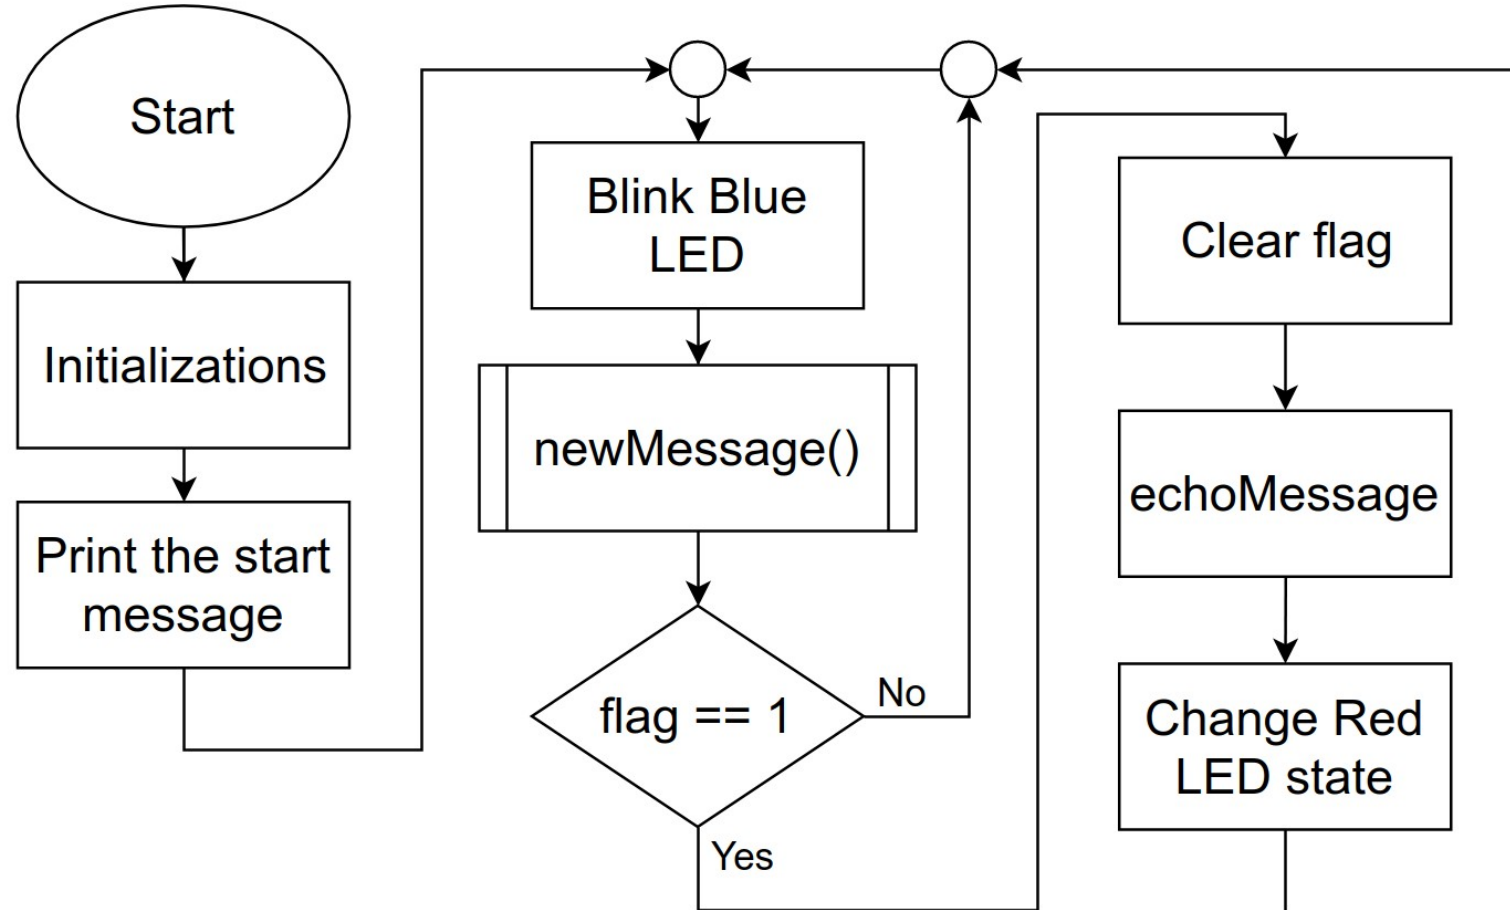 Start
Initializations
Print the start
message
Blink Blue
LED
newMessage()
flag == 1
No
Yes
Clear flag
echoMessage
Change Red
LED state